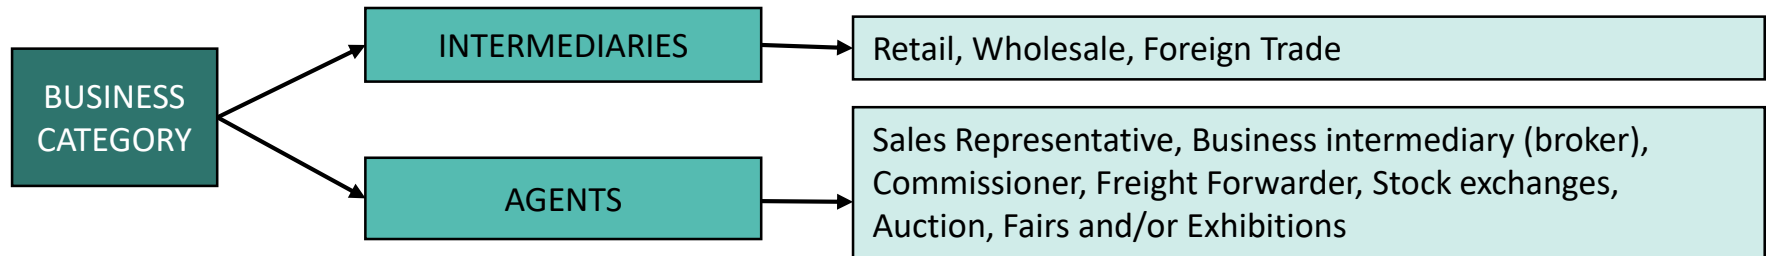 BUSINESS
CATEGORY
INTERMEDIARIES
Retail, Wholesale, Foreign Trade
AGENTS
Sales Representative, Business intermediary (broker),
Commissioner, Freight Forwarder, Stock exchanges,
Auction, Fairs and/or Exhibitions